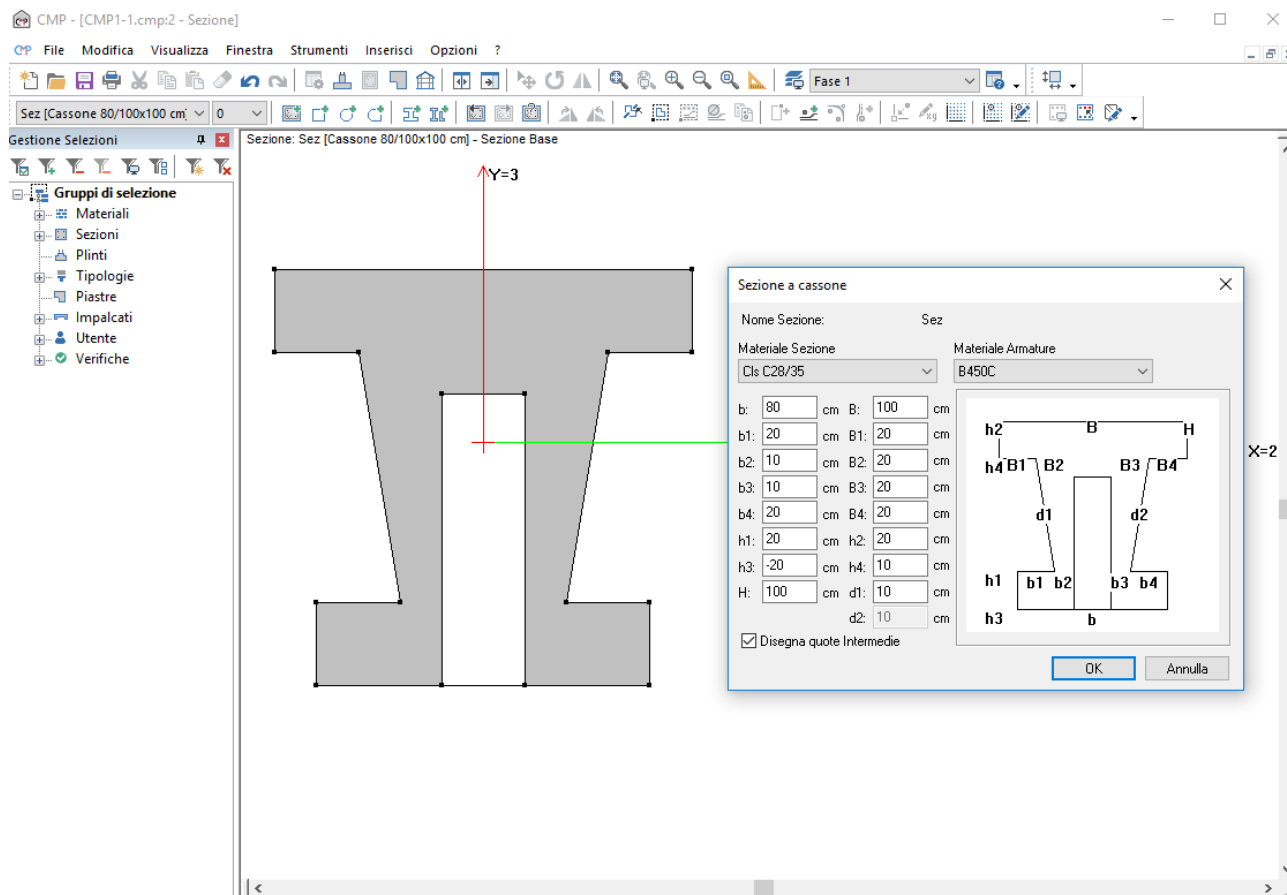 CMP - [CMP1-1.cmp:2 - Sezione]
File Modifica Visualizza Finestra Strumenti Inserisci Opzioni ?
Fase 1
Sez [Cassone 80/100x100 cm] 0
Gestione Selezioni
Sezione: Sez [Cassone 80/100x100 cm] - Sezione Base
Gruppi di selezione
Materiali
Sezioni
Plinti
Tipologie
Piastre
Impalcati
Utente
Verifiche
Y=3
X=2
Sezione a cassone
Nome Sezione: Sez
Materiale Sezione Materiale Armature
Cls C28/35 B450C
b: 80 cm B: 100 cm
b1: 20 cm B1: 20 cm
b2: 10 cm B2: 20 cm
b3: 10 cm B3: 20 cm
b4: 20 cm B4: 20 cm
h1: 20 cm h2: 20 cm
h3: -20 cm h4: 10 cm
H: 100 cm d1: 10 cm
d2: 10 cm
Disegna quote Intermedie
h2 B H
h4 B1 B2 B3 B4
d1 d2
h1 b1 b2 b3 b4
h3 b
OK Annulla